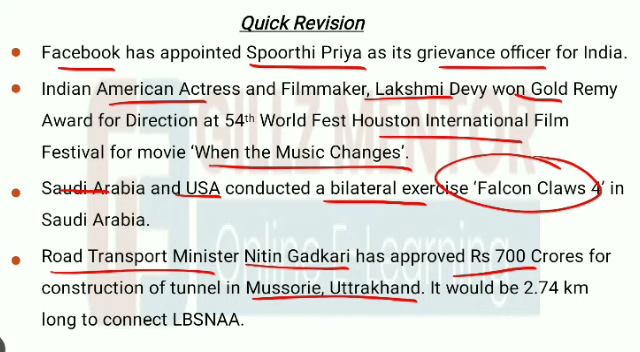 Quick Revision
• Facebook has appointed Spoorthi Priya as its grievance officer for India.
• Indian American Actress and Filmmaker, Lakshmi Devy won Gold Remy
Award for Direction at 54th World Fest Houston International Film
Festival for movie ‘When the Music Changes’.
• Saudi Arabia and USA conducted a bilateral exercise ‘Falcon Claws 4’ in
Saudi Arabia.
• Road Transport Minister Nitin Gadkari has approved Rs 700 Crores for
construction of tunnel in Mussorie, Uttrakhand. It would be 2.74 km
long to connect LBSNAA.